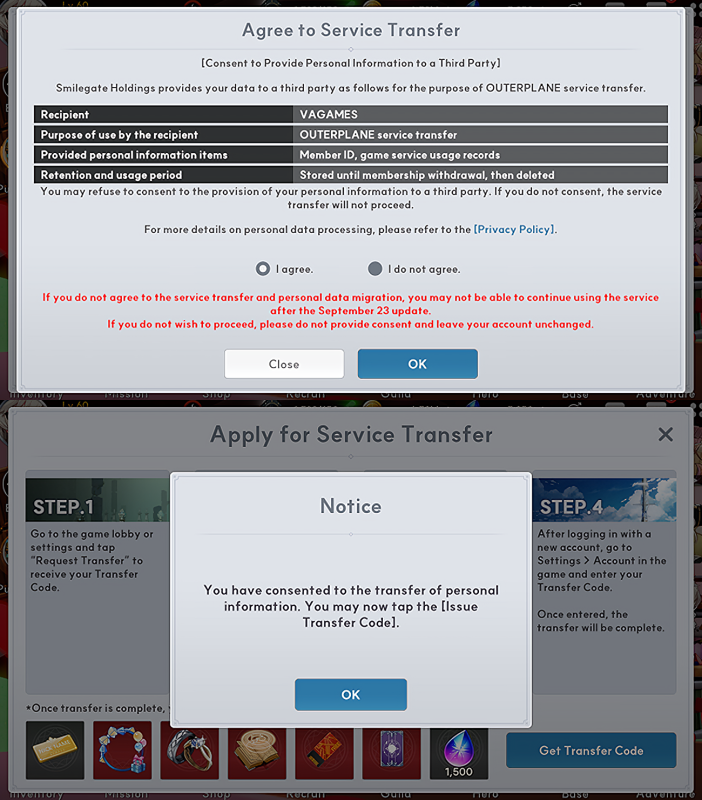 Agree to Service Transfer
[Consent to Provide Personal Information to a Third Party]
Smilegate Holdings provides your data to a third party as follows for the purpose of OUTERPLANE service transfer.
Recipient VAGAMES
Purpose of use by the recipient OUTERPLANE service transfer
Provided personal information items Member ID, game service usage records
Retention and usage period Stored until membership withdrawal, then deleted
You may refuse to consent to the provision of your personal information to a third party. If you do not consent, the service
transfer will not proceed.
For more details on personal data processing, please refer to the [Privacy Policy].
I agree. I do not agree.
If you do not agree to the service transfer and personal data migration, you may not be able to continue using the service
after the September 23 update.
If you do not wish to proceed, please do not provide consent and leave your account unchanged.
Close OK
Inventory Mission Shop Recruit Guild Hero Base Adventure
Apply for Service Transfer
STEP.1
Go to the game lobby or
settings and tap
"Request Transfer" to
receive your Transfer
Code.
Notice
You have consented to the transfer of personal
information. You may now tap the [Issue
Transfer Code].
OK
STEP.4
After logging in with a
new account, go to
Settings > Account in the
game and enter your
Transfer Code.
Once entered, the
transfer will be complete.
*Once transfer is complete,
NICK NAME
1,500
Get Transfer Code
Inventory Mission Shop Recruit Guild Hero Base Adventure